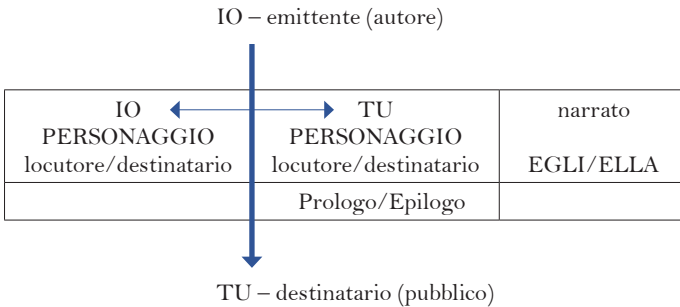 IO – emittente (autore)
IO TU narrato
PERSONAGGIO PERSONAGGIO
locutore/destinatario locutore/destinatario EGLI/ELLA
Prologo/Epilogo
TU – destinatario (pubblico)